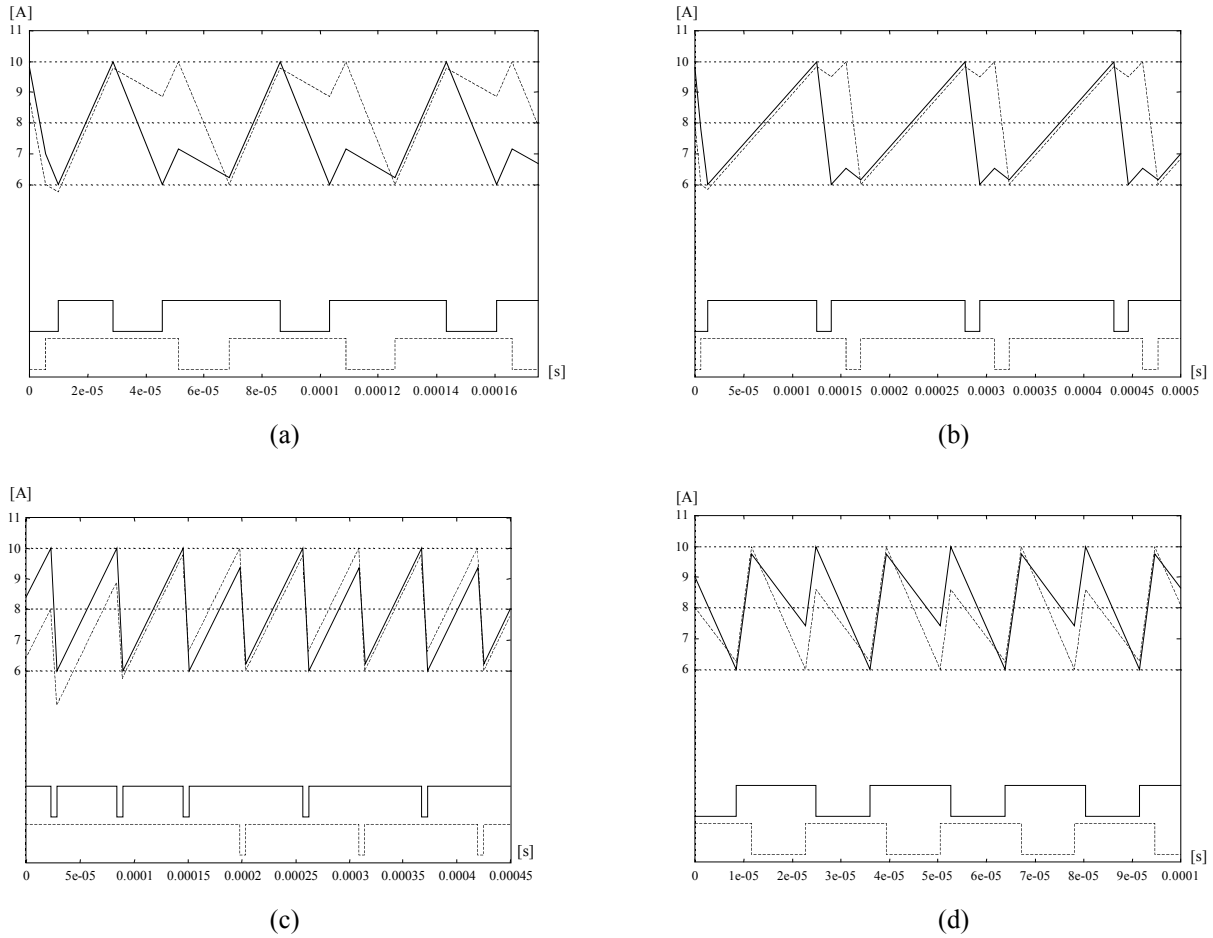 [A]
11
10
9
8
7
6
0 2e-05 4e-05 6e-05 8e-05 0.0001 0.00012 0.00014 0.00016
[s]
(a)
[A]
11
10
9
8
7
6
0 5e-05 0.0001 0.00015 0.0002 0.00025 0.0003 0.00035 0.0004 0.00045 0.0005
[s]
(b)
[A]
11
10
9
8
7
6
0 5e-05 0.0001 0.00015 0.0002 0.00025 0.0003 0.00035 0.0004 0.00045
[s]
(c)
[A]
11
10
9
8
7
6
0 1e-05 2e-05 3e-05 4e-05 5e-05 6e-05 7e-05 8e-05 9e-05 0.0001
[s]
(d)